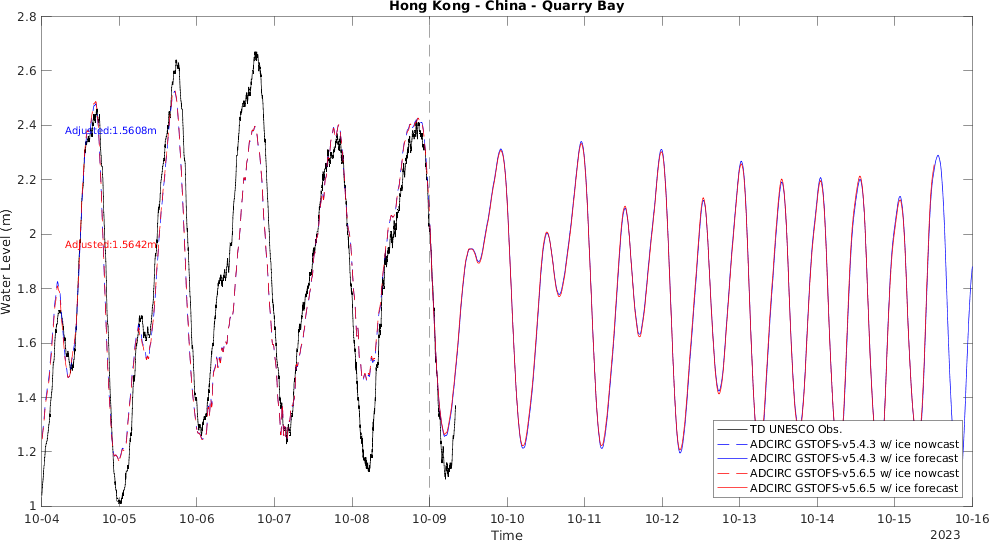 Hong Kong - China - Quarry Bay
Water Level (m)
2.8
2.6
2.4
2.2
2
1.8
1.6
1.4
1.2
1
Adjusted:1.5608m
Adjusted:1.5642m
TD UNESCO Obs.
ADCIRC GSTOFS-v5.4.3 w/ ice nowcast
ADCIRC GSTOFS-v5.4.3 w/ ice forecast
ADCIRC GSTOFS-v5.6.5 w/ ice nowcast
ADCIRC GSTOFS-v5.6.5 w/ ice forecast
10-04 10-05 10-06 10-07 10-08 10-09 10-10 10-11 10-12 10-13 10-14 10-15 10-16
Time
2023